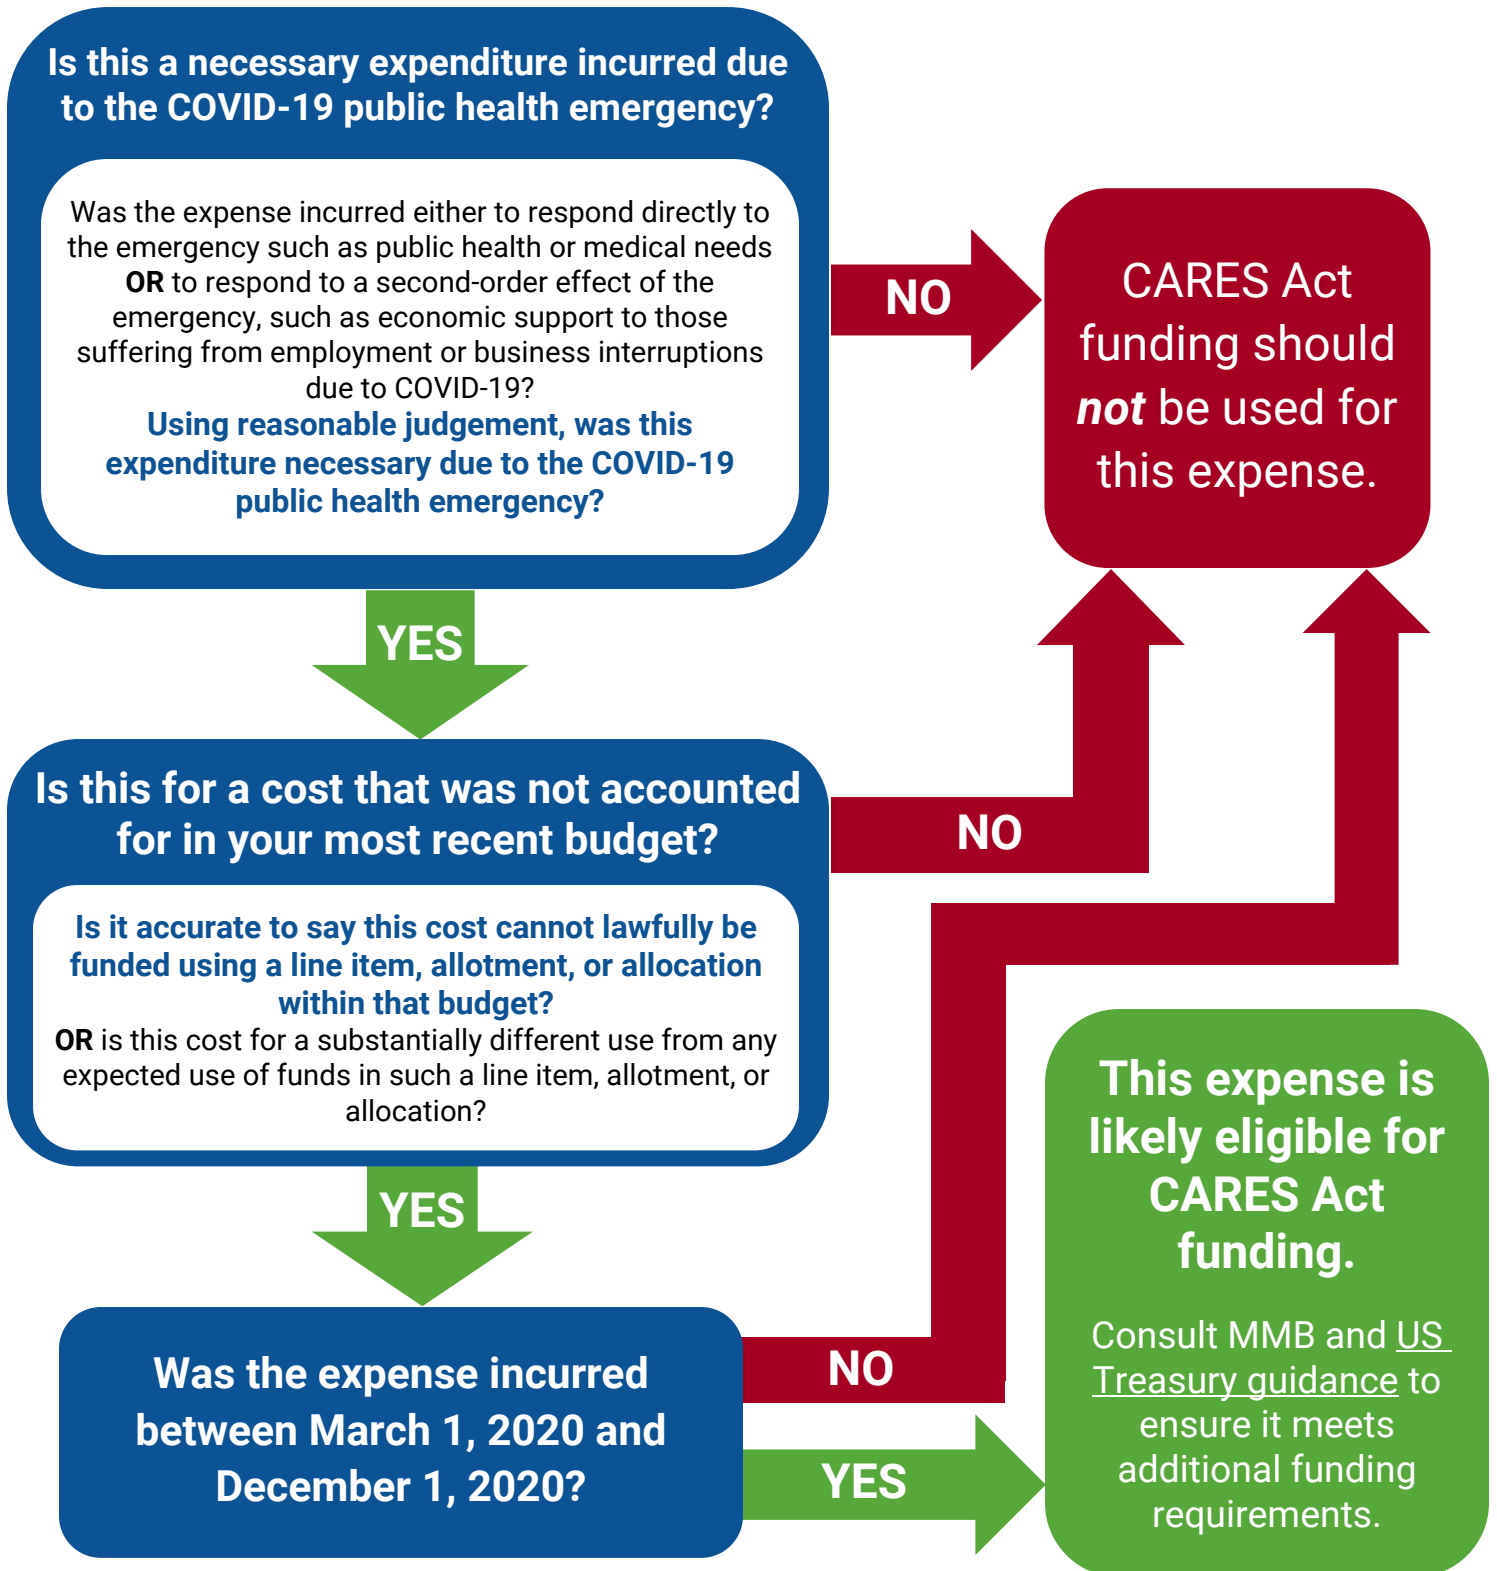 Is this a necessary expenditure incurred due
to the COVID-19 public health emergency?
Was the expense incurred either to respond directly to
the emergency such as public health or medical needs
OR to respond to a second-order effect of the
emergency, such as economic support to those
suffering from employment or business interruptions
due to COVID-19?
Using reasonable judgement, was this
expenditure necessary due to the COVID-19
public health emergency?
NO
CARES Act
funding should
not be used for
this expense.
YES
Is this for a cost that was not accounted
for in your most recent budget?
Is it accurate to say this cost cannot lawfully be
funded using a line item, allotment, or allocation
within that budget?
OR is this cost for a substantially different use from any
expected use of funds in such a line item, allotment, or
allocation?
NO
YES
Was the expense incurred
between March 1, 2020 and
December 1, 2020?
NO
YES
This expense is
likely eligible for
CARES Act
funding.
Consult MMB and US
Treasury guidance to
ensure it meets
additional funding
requirements.